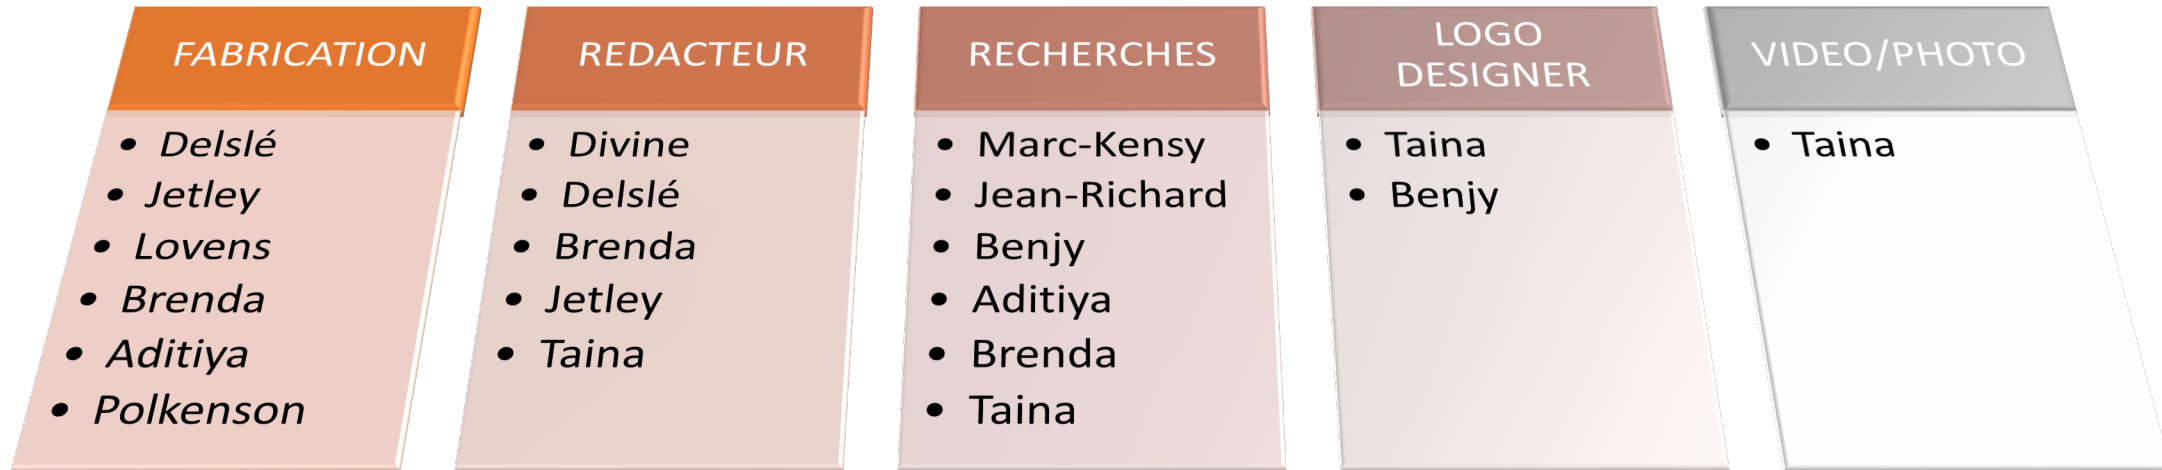 FABRICATION
• Delslé
• Jetley
• Lovens
• Brenda
• Aditiya
• Polkenson
REDACTEUR
• Divine
• Delslé
• Brenda
• Jetley
• Taina
RECHERCHES
• Marc-Kensy
• Jean-Richard
• Benjy
• Aditiya
• Brenda
• Taina
LOGO
DESIGNER
• Taina
• Benjy
VIDEO/PHOTO
• Taina